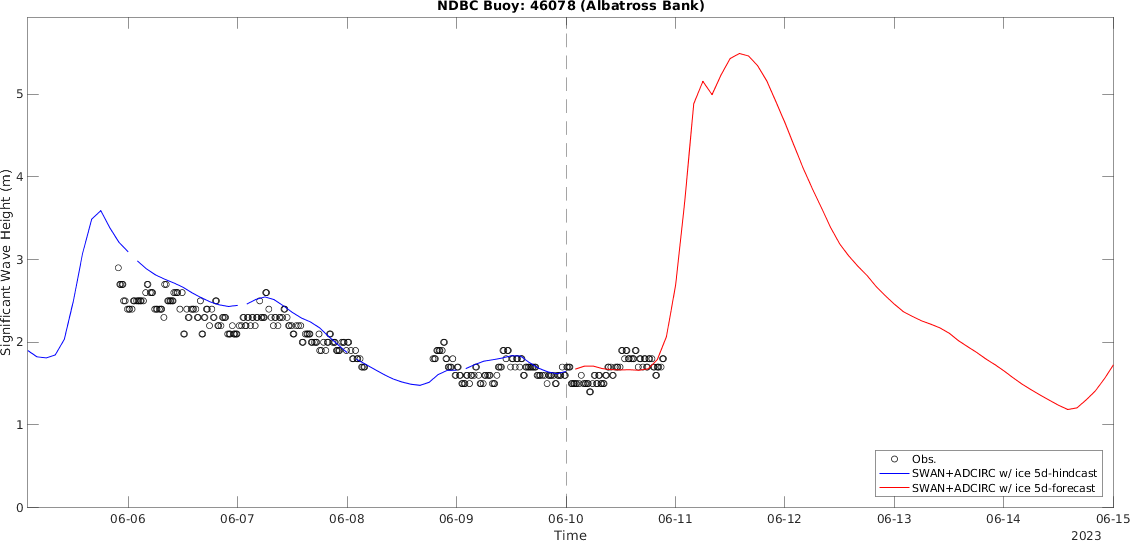 NDBC Buoy: 46078 (Albatross Bank)
Significant Wave Height (m)
5
4
3
2
1
0
Obs.
SWAN+ADCIRC w/ ice 5d-hindcast
SWAN+ADCIRC w/ ice 5d-forecast
06-06 06-07 06-08 06-09 06-10 06-11 06-12 06-13 06-14 06-15
Time
2023